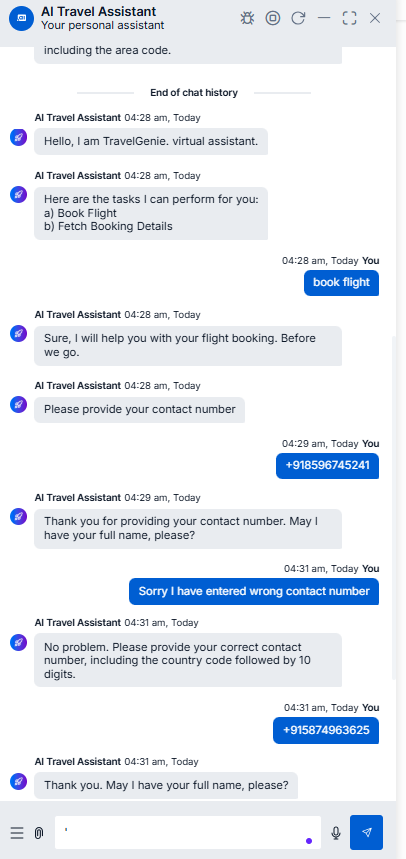 AI Travel Assistant
Your personal assistant
including the area code.
End of chat history
AI Travel Assistant 04:28 am, Today
Hello, I am TravelGenie. virtual assistant.
AI Travel Assistant 04:28 am, Today
Here are the tasks I can perform for you:
a) Book Flight
b) Fetch Booking Details
04:28 am, Today You
book flight
AI Travel Assistant 04:28 am, Today
Sure, I will help you with your flight booking. Before
we go.
AI Travel Assistant 04:28 am, Today
Please provide your contact number
04:29 am, Today You
+918596745241
AI Travel Assistant 04:29 am, Today
Thank you for providing your contact number. May I
have your full name, please?
04:31 am, Today You
Sorry I have entered wrong contact number
AI Travel Assistant 04:31 am, Today
No problem. Please provide your correct contact
number, including the country code followed by 10
digits.
04:31 am, Today You
+915874963625
AI Travel Assistant 04:31 am, Today
Thank you. May I have your full name, please?